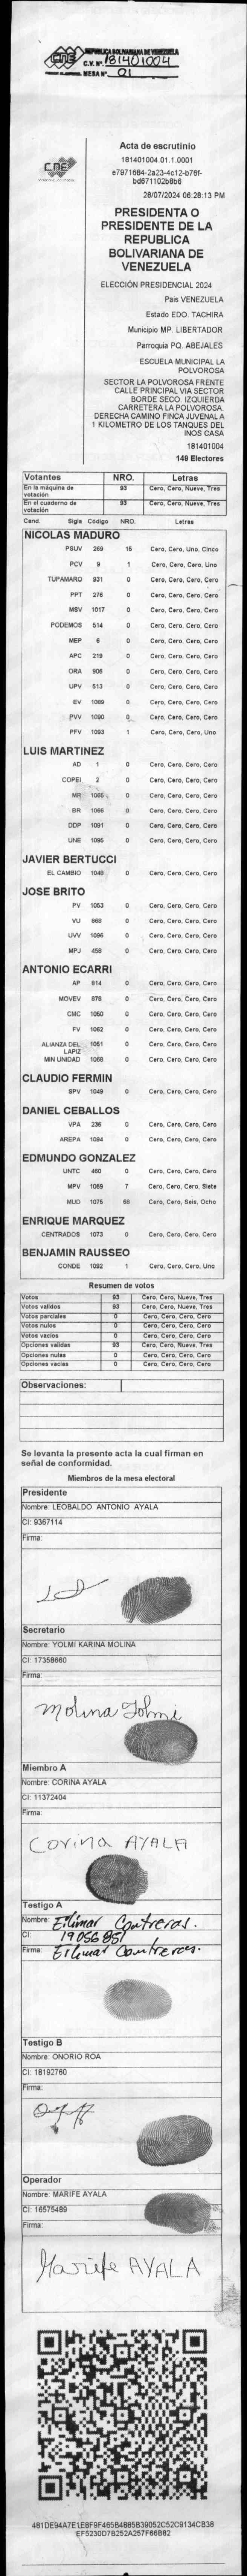 CNE
REPUBLICA BOLIVARIANA DE VENEZUELA
C.V. N° 181401004
MESA N° 01
CNE
Acta de escrutinio
181401004.01.1.0001
e7971684-2a23-4c12-b76f-
bd671102b8b6
28/07/2024 06:28:13 PM
PRESIDENTA O
PRESIDENTE DE LA
REPUBLICA
BOLIVARIANA DE
VENEZUELA
ELECCIÓN PRESIDENCIAL 2024
Pais VENEZUELA
Estado EDO. TACHIRA
Municipio MP. LIBERTADOR
Parroquia PQ. ABEJALES
ESCUELA MUNICIPAL LA
POLVOROSA
SECTOR LA POLVOROSA FRENTE
CALLE PRINCIPAL VIA SECTOR
BORDE SECO. IZQUIERDA
CARRETERA LA POLVOROSA.
DERECHA CAMINO FINCA JUVENAL A
1 KILOMETRO DE LOS TANQUES DEL
INOS CASA
181401004
149 Electores
Votantes NRO. Letras
En la máquina de votación 93 Cero, Cero, Nueve, Tres
En el cuaderno de votación 93 Cero, Cero, Nueve, Tres
Cand. Sigla Codigo NRO. Letras
NICOLAS MADURO
PSUV 269 15 Cero, Cero, Uno, Cinco
PCV 9 1 Cero, Cero, Cero, Uno
TUPAMARO 931 0 Cero, Cero, Cero, Cero
PPT 276 0 Cero, Cero, Cero, Cero
MSV 1017 0 Cero, Cero, Cero, Cero
PODEMOS 514 0 Cero, Cero, Cero, Cero
MEP 6 0 Cero, Cero, Cero, Cero
APC 219 0 Cero, Cero, Cero, Cero
ORA 906 0 Cero, Cero, Cero, Cero
UPV 513 0 Cero, Cero, Cero, Cero
EV 1089 0 Cero, Cero, Cero, Cero
PVV 1090 0 Cero, Cero, Cero, Cero
PFV 1093 1 Cero, Cero, Cero, Uno
LUIS MARTINEZ
AD 1 0 Cero, Cero, Cero, Cero
COPEI 2 0 Cero, Cero, Cero, Cero
MR 1065 0 Cero, Cero, Cero, Cero
BR 1066 0 Cero, Cero, Cero, Cero
DDP 1091 0 Cero, Cero, Cero, Cero
UNE 1095 0 Cero, Cero, Cero, Cero
JAVIER BERTUCCI
EL CAMBIO 1048 0 Cero, Cero, Cero, Cero
JOSE BRITO
PV 1053 0 Cero, Cero, Cero, Cero
VU 868 0 Cero, Cero, Cero, Cero
UVV 1096 0 Cero, Cero, Cero, Cero
MPJ 458 0 Cero, Cero, Cero, Cero
ANTONIO ECARRI
AP 814 0 Cero, Cero, Cero, Cero
MOVEV 678 0 Cero, Cero, Cero, Cero
CMC 1050 0 Cero, Cero, Cero, Cero
FV 1062 0 Cero, Cero, Cero, Cero
ALIANZA DEL LAPIZ 1051 0 Cero, Cero, Cero, Cero
MIN UNIDAD 1068 0 Cero, Cero, Cero, Cero
CLAUDIO FERMIN
SPV 1049 0 Cero, Cero, Cero, Cero
DANIEL CEBALLOS
VPA 236 0 Cero, Cero, Cero, Cero
AREPA 1094 0 Cero, Cero, Cero, Cero
EDMUNDO GONZALEZ
UNTC 460 0 Cero, Cero, Cero, Cero
MPV 1069 7 Cero, Cero, Cero, Siete
MUD 1075 68 Cero, Cero, Seis, Ocho
ENRIQUE MARQUEZ
CENTRADOS 1073 0 Cero, Cero, Cero, Cero
BENJAMIN RAUSSEO
CONDE 1092 1 Cero, Cero, Cero, Uno
Resumen de votos
Votos 93 Cero, Cero, Nueve, Tres
Votos validos 93 Cero, Cero, Nueve, Tres
Votos parciales 0 Cero, Cero, Cero, Cero
Votos nulos 0 Cero, Cero, Cero, Cero
Votos vacios 0 Cero, Cero, Cero, Cero
Opciones validas 93 Cero, Cero, Nueve, Tres
Opciones nulas 0 Cero, Cero, Cero, Cero
Opciones vacias 0 Cero, Cero, Cero, Cero
Observaciones:
Se levanta la presente acta la cual firman en
señal de conformidad.
Miembros de la mesa electoral
Presidente
Nombre: LEOBALDO ANTONIO AYALA
CI: 9367114
Firma:
Secretario
Nombre: YOLMI KARINA MOLINA
CI: 17358660
Firma:
Molina Yolmi
Miembro A
Nombre: CORINA AYALA
CI: 11372404
Firma:
Corina AYALA
Testigo A
Nombre: Eilimar Contreras.
CI: 19056851
Firma: Eilimar Contreras.
Testigo B
Nombre: ONORIO ROA
CI: 18192760
Firma:
Operador
Nombre: MARIFE AYALA
CI: 16575489
Firma:
Marife AYALA
481DE94A7E1EBF9F465B4885B39052C52C9134CB38
EF5230D7B252A257F66B82